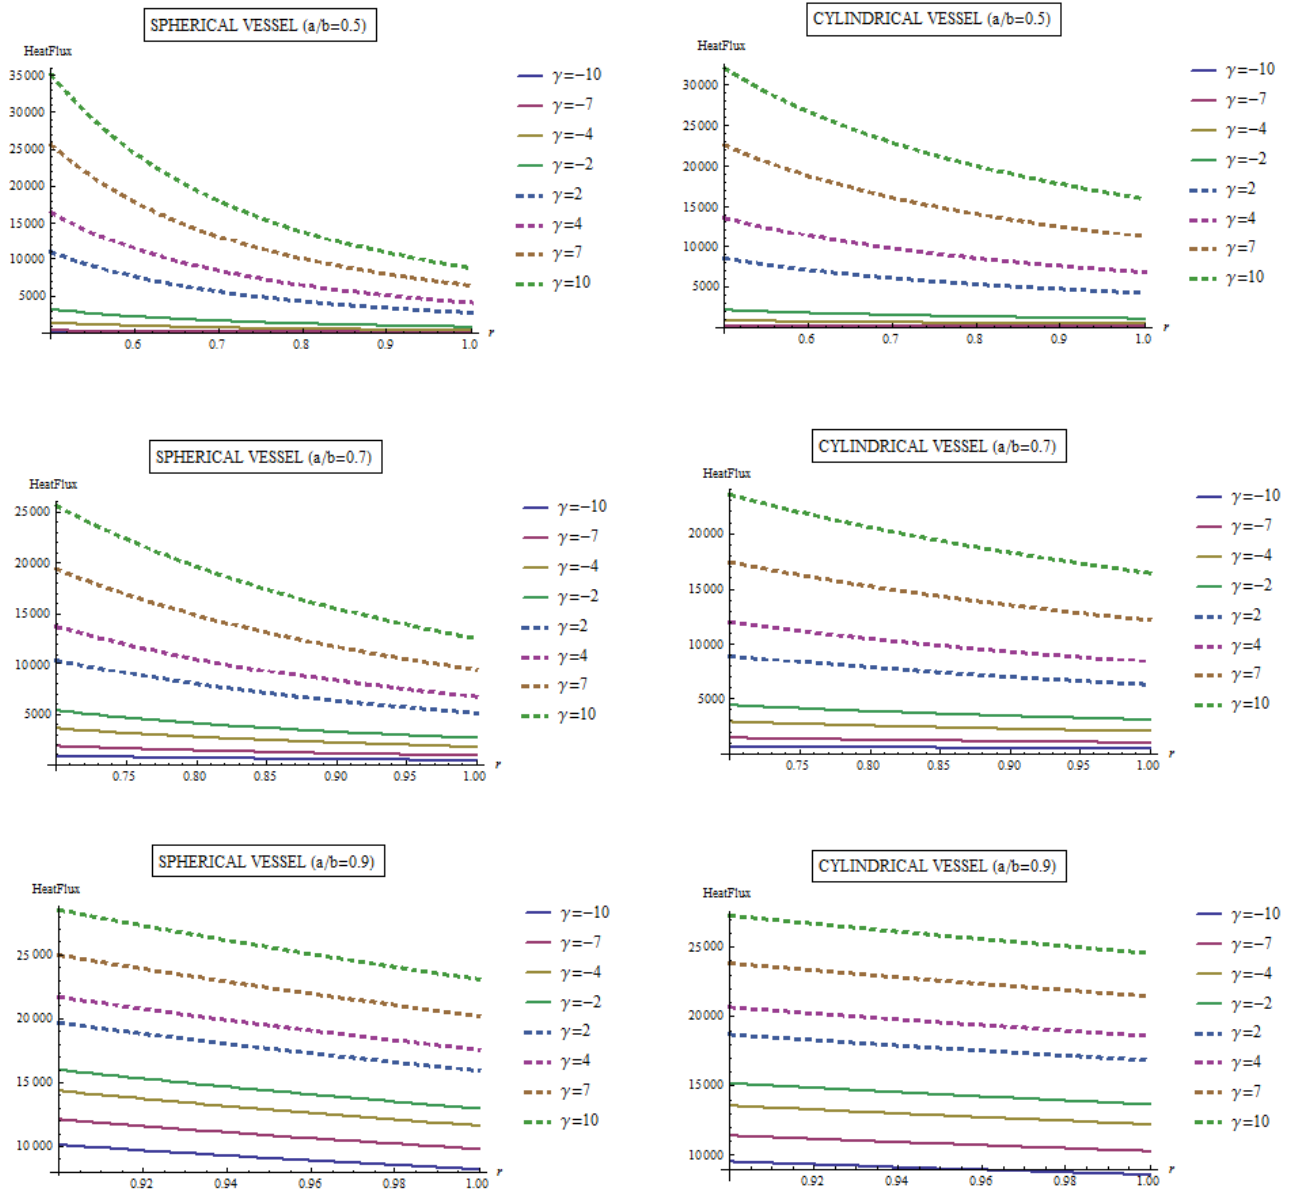 SPHERICAL VESSEL (a/b=0.5)
HeatFlux
35000
30000
25000
20000
15000
10000
5000
0.6 0.7 0.8 0.9 1.0
r
γ=−10
γ=−7
γ=−4
γ=−2
γ=2
γ=4
γ=7
γ=10
CYLINDRICAL VESSEL (a/b=0.5)
HeatFlux
30000
25000
20000
15000
10000
5000
0.6 0.7 0.8 0.9 1.0
r
γ=−10
γ=−7
γ=−4
γ=−2
γ=2
γ=4
γ=7
γ=10
SPHERICAL VESSEL (a/b=0.7)
HeatFlux
25000
20000
15000
10000
5000
0.75 0.80 0.85 0.90 0.95 1.00
r
γ=−10
γ=−7
γ=−4
γ=−2
γ=2
γ=4
γ=7
γ=10
CYLINDRICAL VESSEL (a/b=0.7)
HeatFlux
20000
15000
10000
5000
0.75 0.80 0.85 0.90 0.95 1.00
r
γ=−10
γ=−7
γ=−4
γ=−2
γ=2
γ=4
γ=7
γ=10
SPHERICAL VESSEL (a/b=0.9)
HeatFlux
25000
20000
15000
10000
0.92 0.94 0.96 0.98 1.00
r
γ=−10
γ=−7
γ=−4
γ=−2
γ=2
γ=4
γ=7
γ=10
CYLINDRICAL VESSEL (a/b=0.9)
HeatFlux
25000
20000
15000
10000
0.92 0.94 0.96 0.98 1.00
r
γ=−10
γ=−7
γ=−4
γ=−2
γ=2
γ=4
γ=7
γ=10